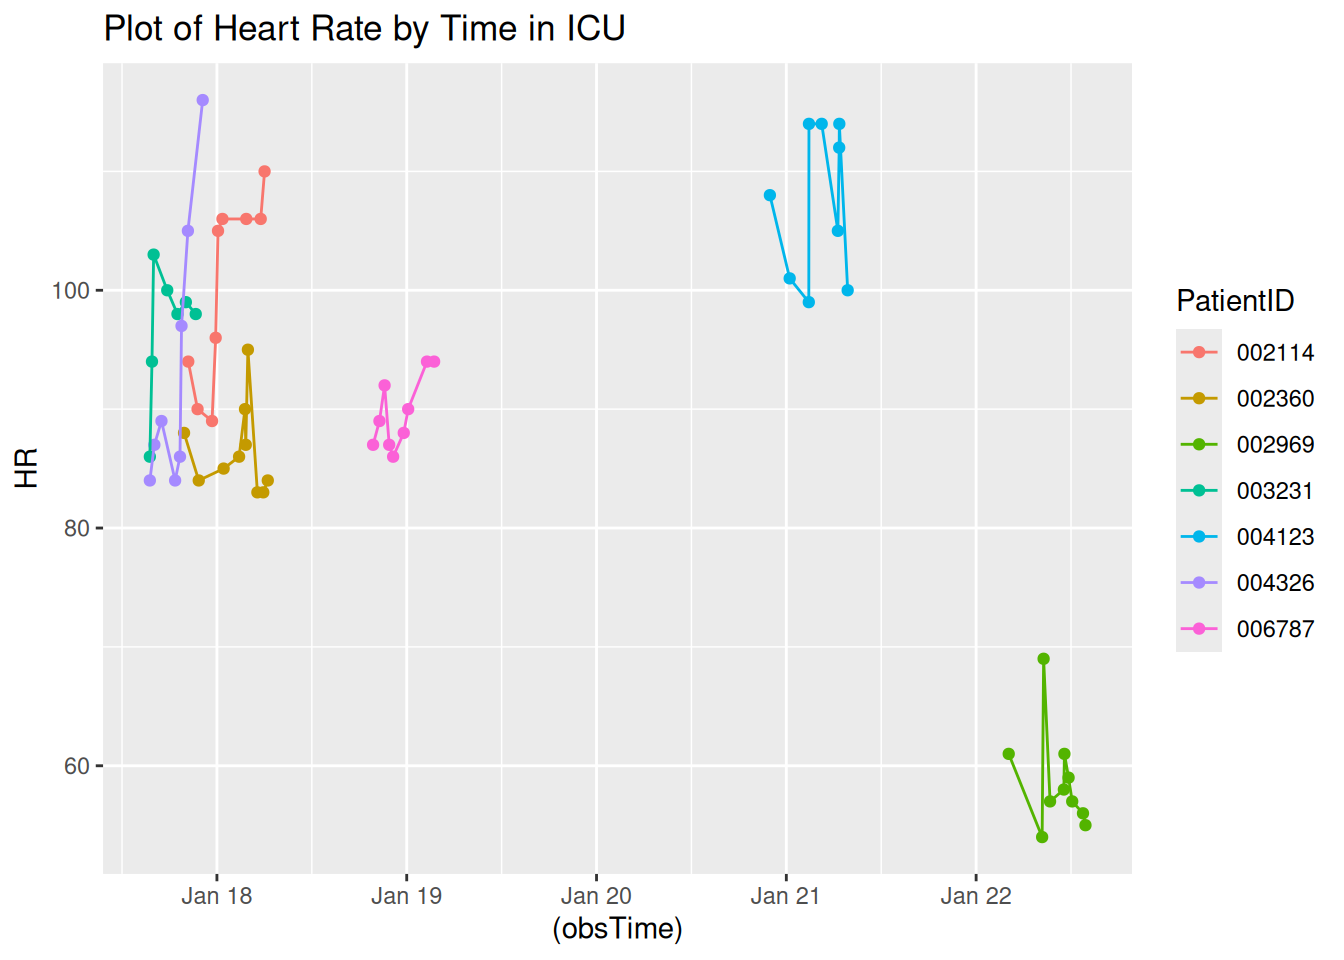 Plot of Heart Rate by Time in ICU
HR
100
80
60
Jan 18
Jan 19
Jan 20
Jan 21
Jan 22
(obsTime)
PatientID
002114
002360
002969
003231
004123
004326
006787